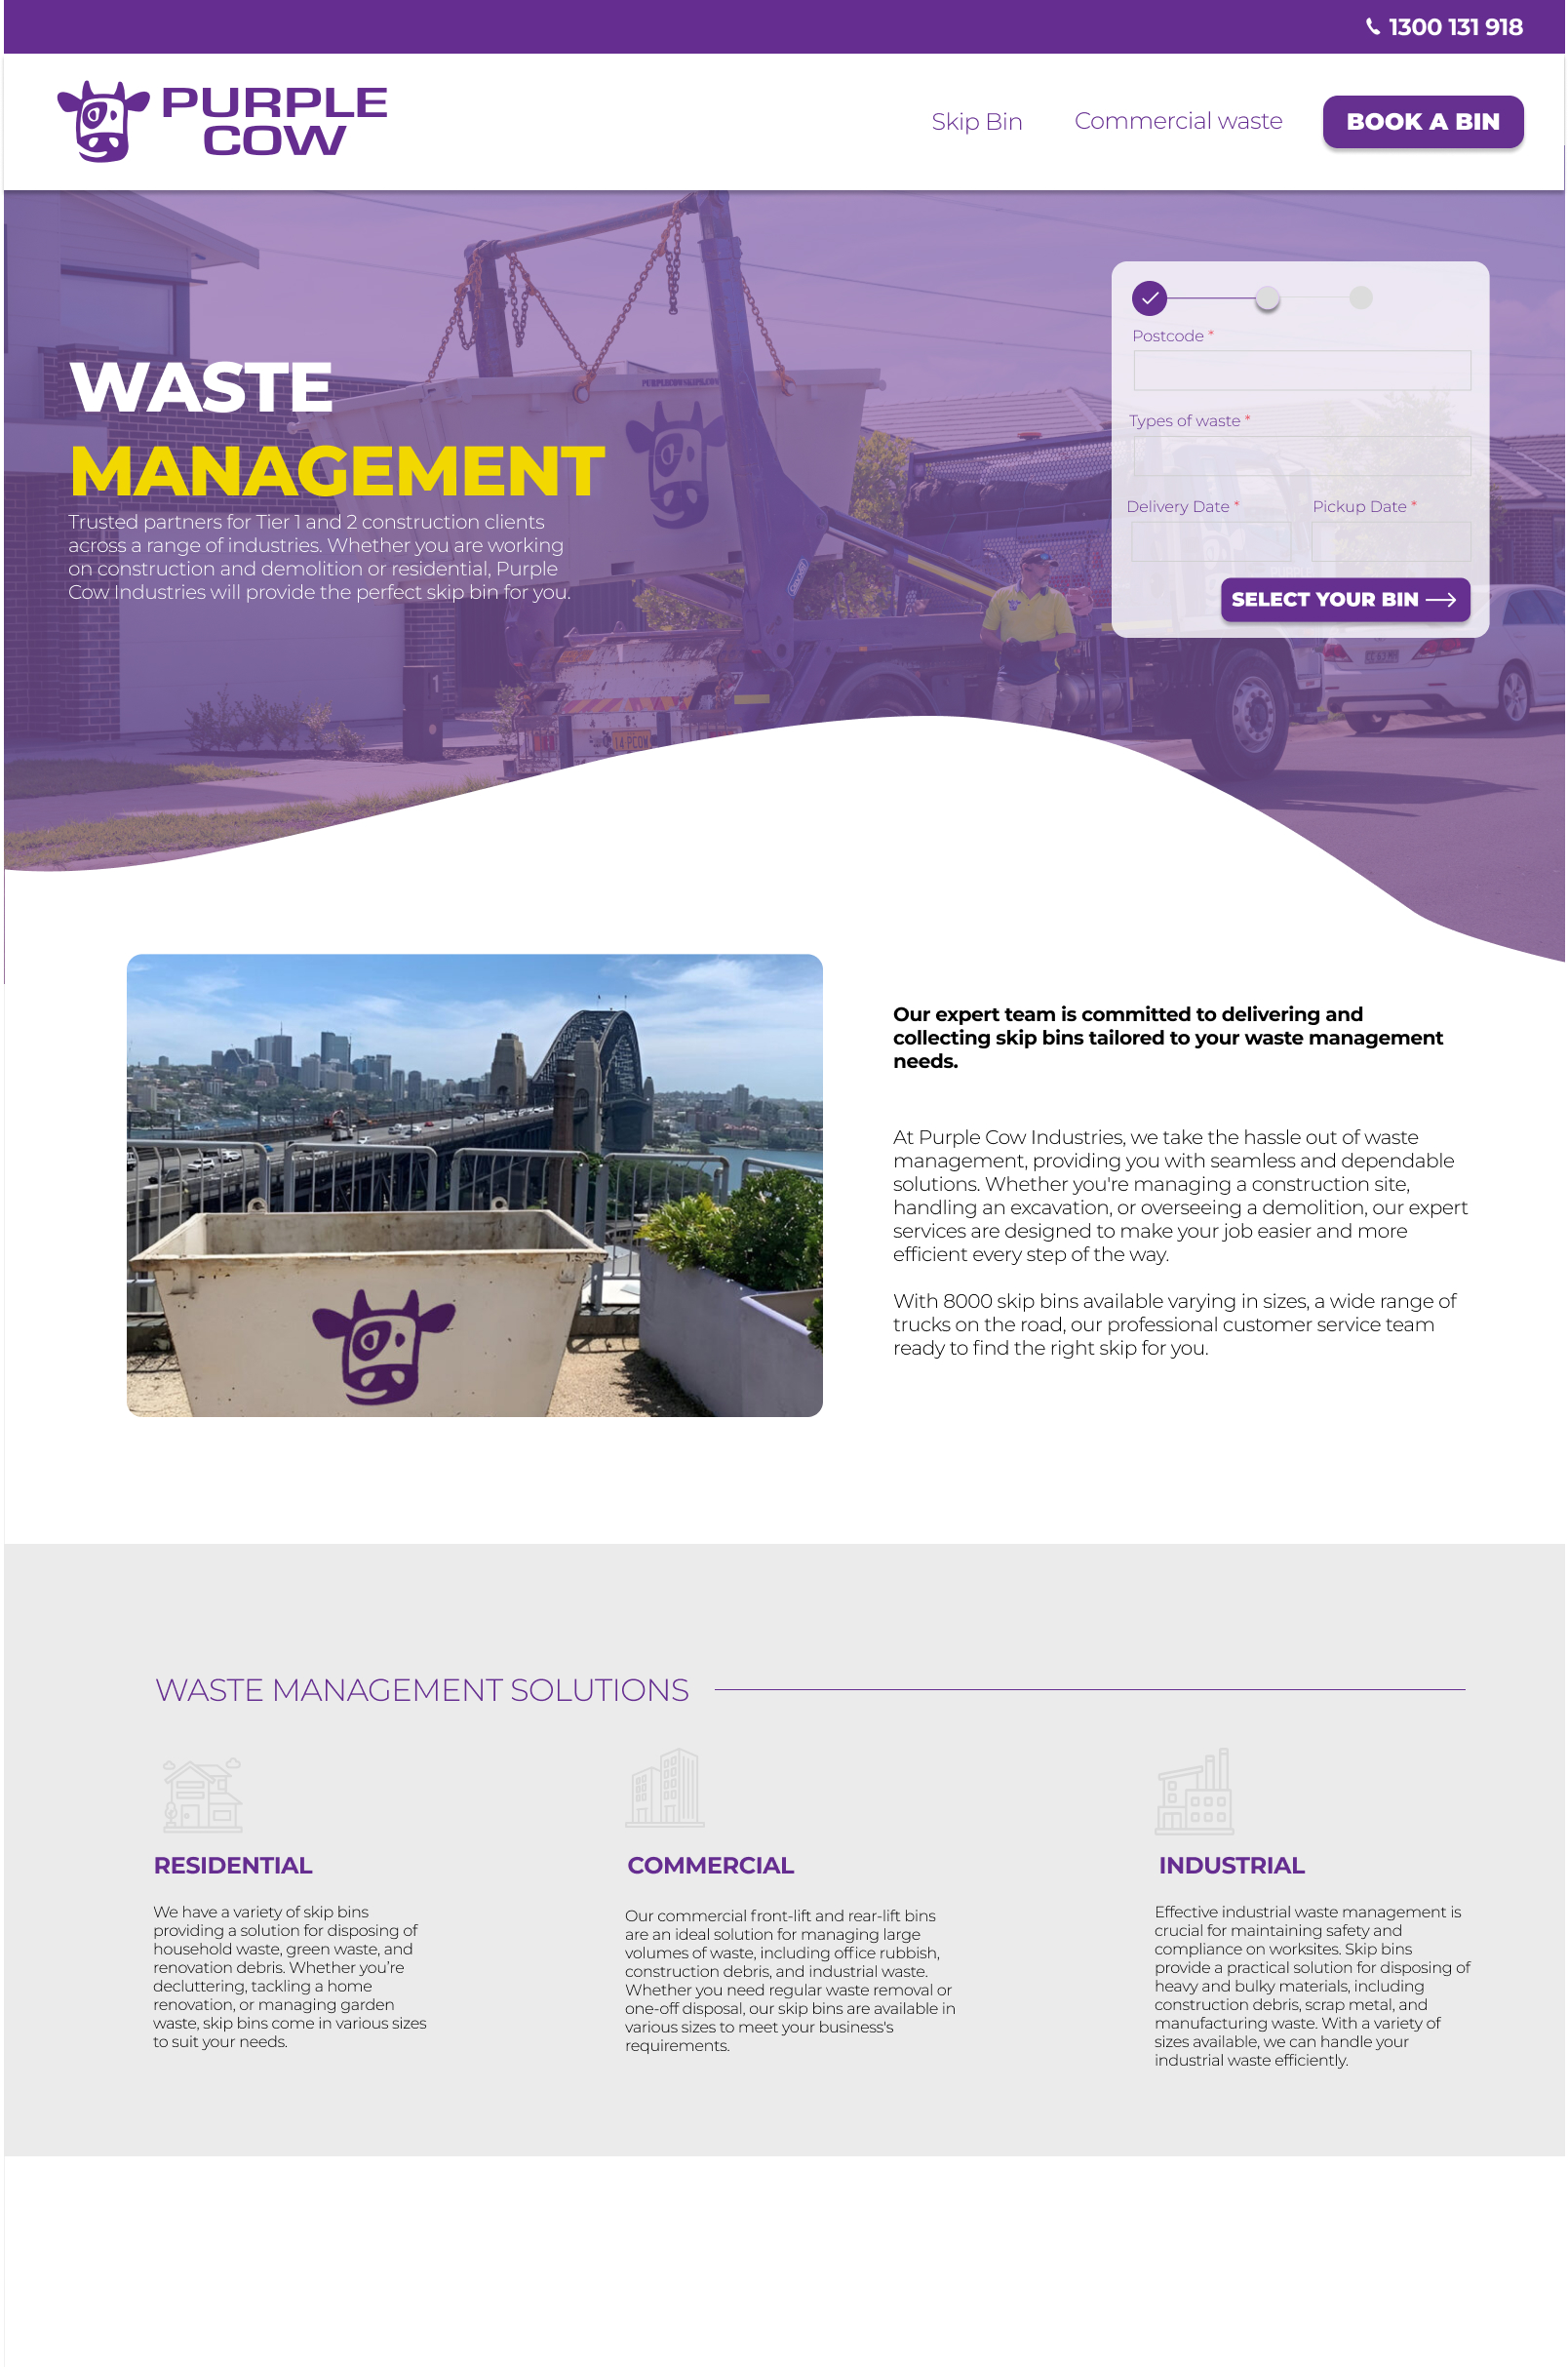 1300 131 918
PURPLE
COW
Skip Bin
Commercial waste
BOOK A BIN
WASTE
MANAGEMENT
Trusted partners for Tier 1 and 2 construction clients
across a range of industries. Whether you are working
on construction and demolition or residential, Purple
Cow Industries will provide the perfect skip bin for you.
Postcode *
Types of waste *
Delivery Date *
Pickup Date *
SELECT YOUR BIN
1
Our expert team is committed to delivering and
collecting skip bins tailored to your waste management
needs.
At Purple Cow Industries, we take the hassle out of waste
management, providing you with seamless and dependable
solutions. Whether you're managing a construction site,
handling an excavation, or overseeing a demolition, our expert
services are designed to make your job easier and more
efficient every step of the way.
With 8000 skip bins available varying in sizes, a wide range of
trucks on the road, our professional customer service team
ready to find the right skip for you.
WASTE MANAGEMENT SOLUTIONS
RESIDENTIAL
We have a variety of skip bins
providing a solution for disposing of
household waste, green waste, and
renovation debris. Whether you’re
decluttering, tackling a home
renovation, or managing garden
waste, skip bins come in various sizes
to suit your needs.
COMMERCIAL
Our commercial front-lift and rear-lift bins
are an ideal solution for managing large
volumes of waste, including office rubbish,
construction debris, and industrial waste.
Whether you need regular waste removal or
one-off disposal, our skip bins are available in
various sizes to meet your business's
requirements.
INDUSTRIAL
Effective industrial waste management is
crucial for maintaining safety and
compliance on worksites. Skip bins
provide a practical solution for disposing of
heavy and bulky materials, including
construction debris, scrap metal, and
manufacturing waste. With a variety of
sizes available, we can handle your
industrial waste efficiently.